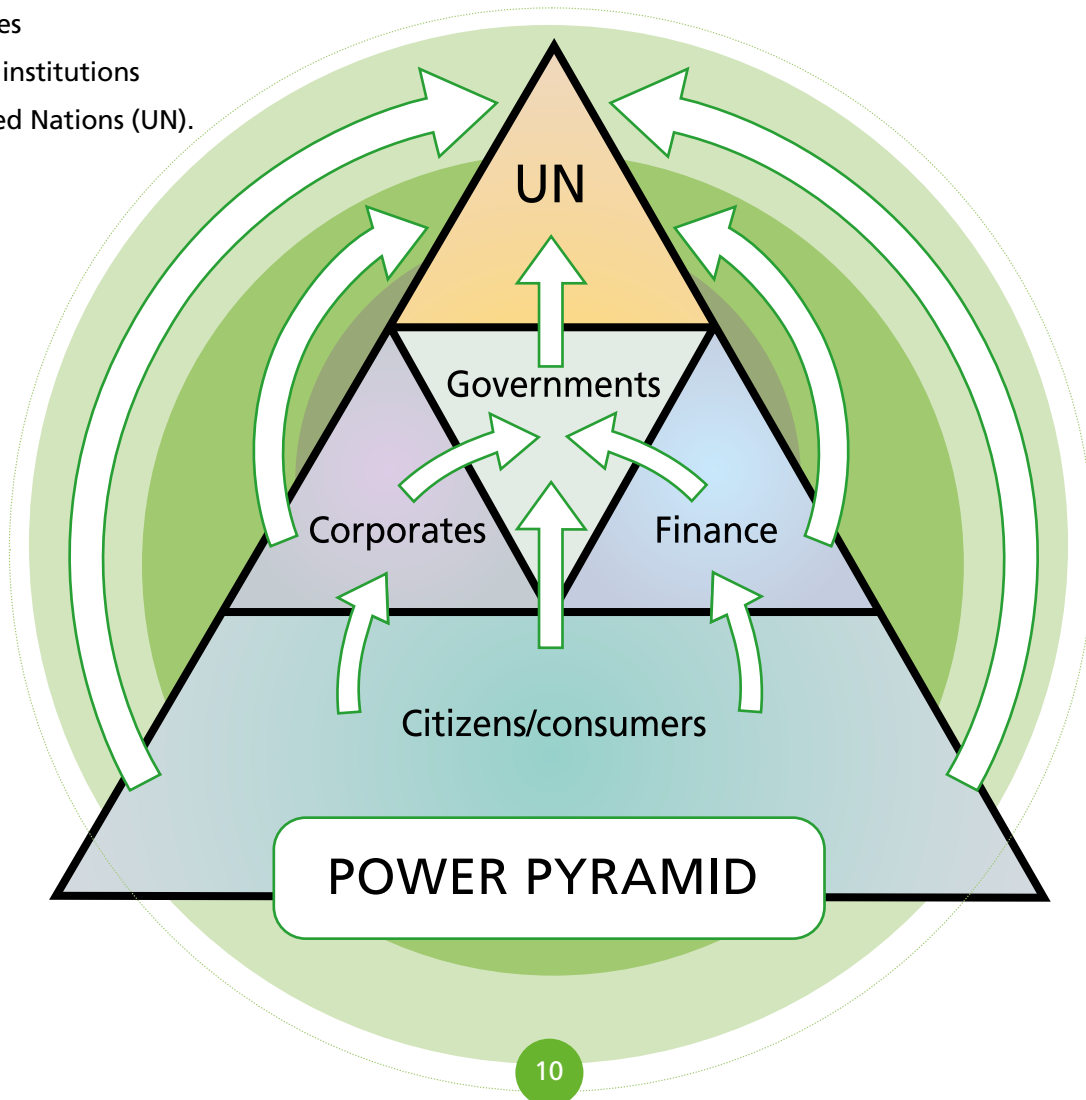 es
institutions
ed Nations (UN).
UN
Governments
Corporates
Finance
Citizens/consumers
POWER PYRAMID
10